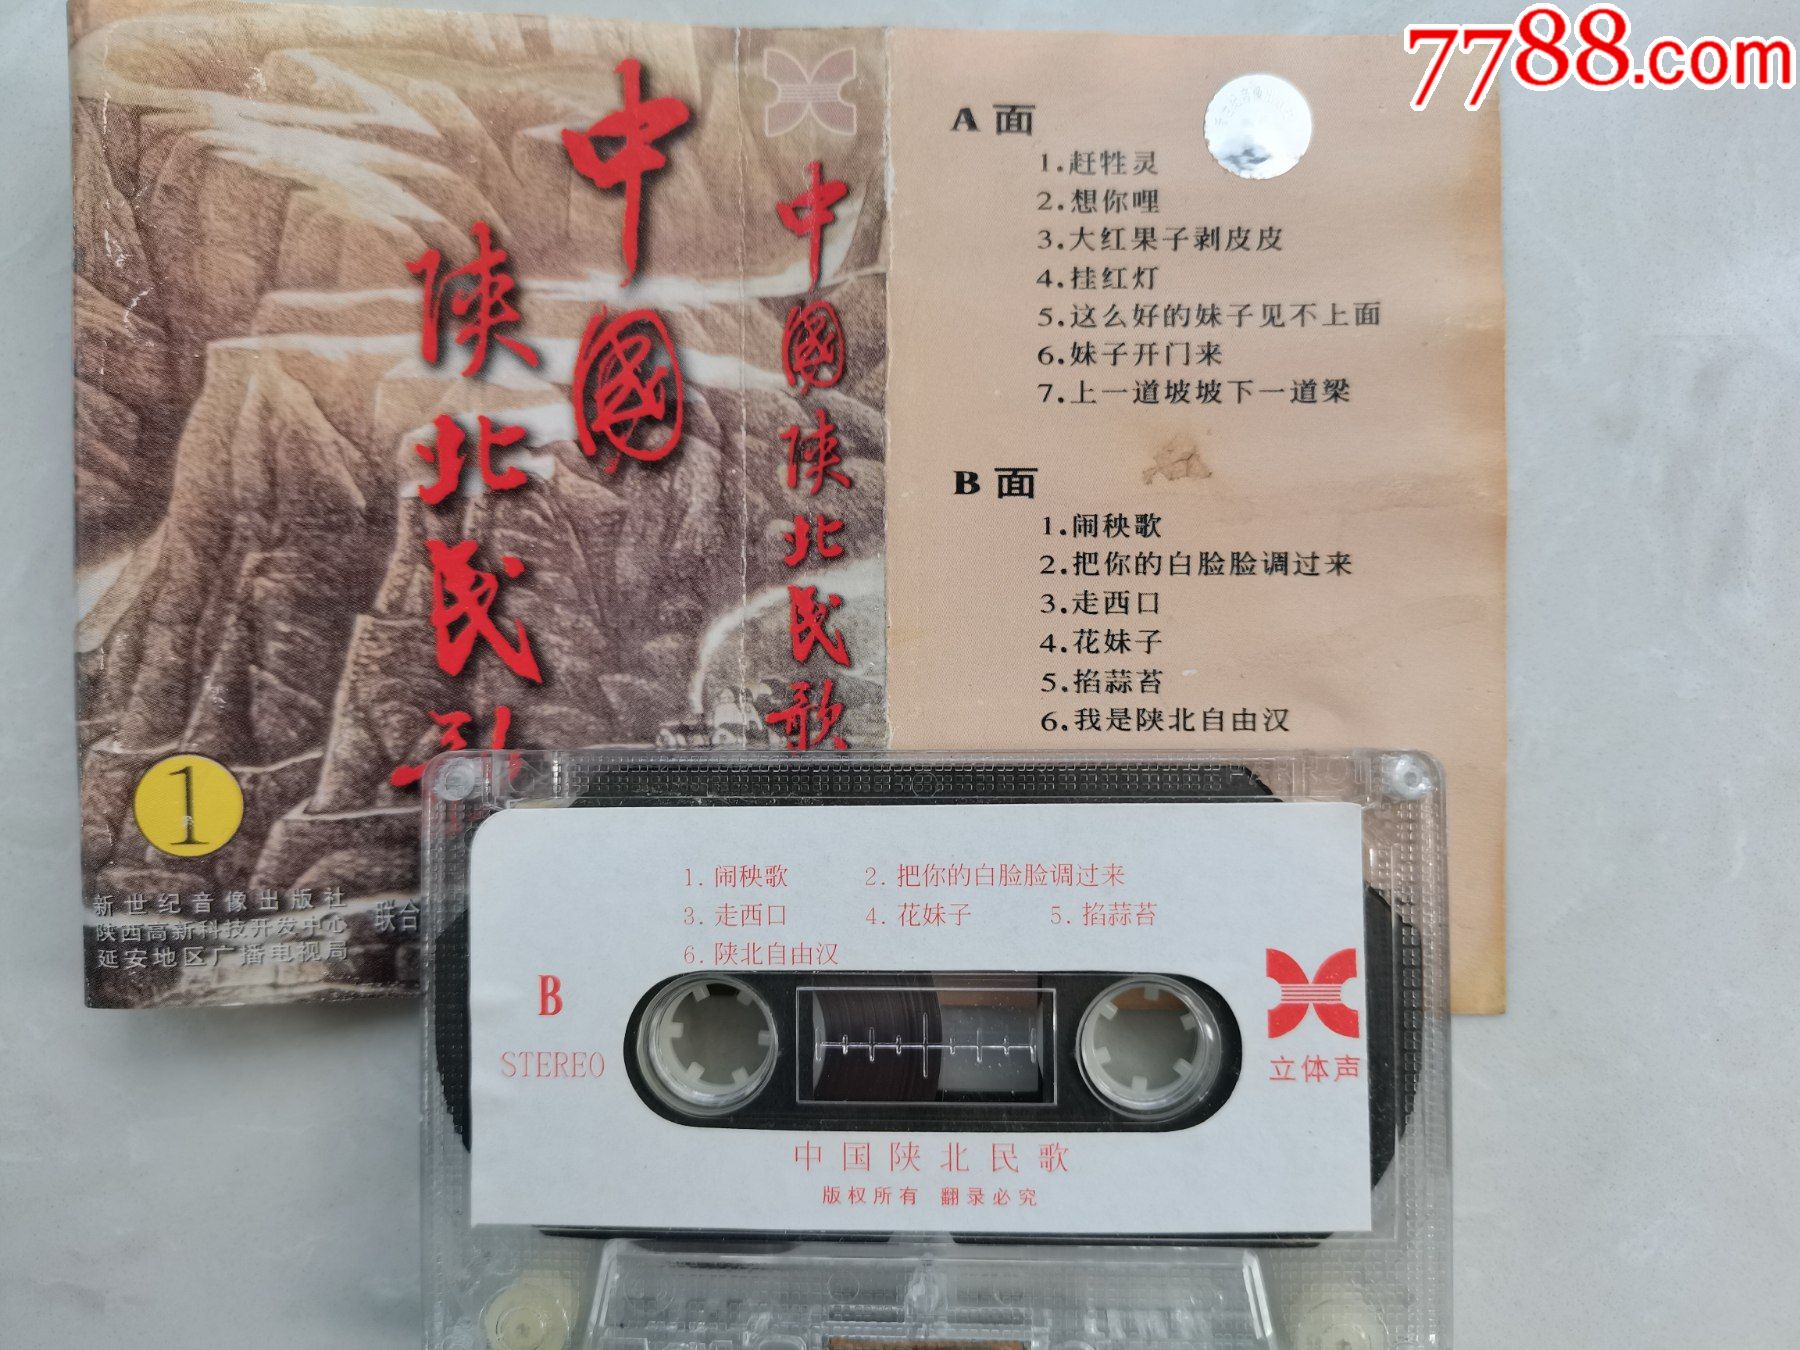 7788.com
中國
陕北民歌
1
新世纪音像出版社
陕西高新科技开发中心
延安地区广播电视局
联合
中國陕北民歌
A 面
1.赶牲灵
2.想你哩
3.大红果子剥皮皮
4.挂红灯
5.这么好的妹子见不上面
6.妹子开门来
7.上一道坡坡下一道梁
B 面
1.闹秧歌
2.把你的白脸脸调过来
3.走西口
4.花妹子
5.掐蒜苔
6.我是陕北自由汉
1. 闹秧歌 2. 把你的白脸脸调过来
3. 走西口 4. 花妹子 5. 掐蒜苔
6. 陕北自由汉
B
STEREO
立体声
中国陕北民歌
版权所有 翻录必究